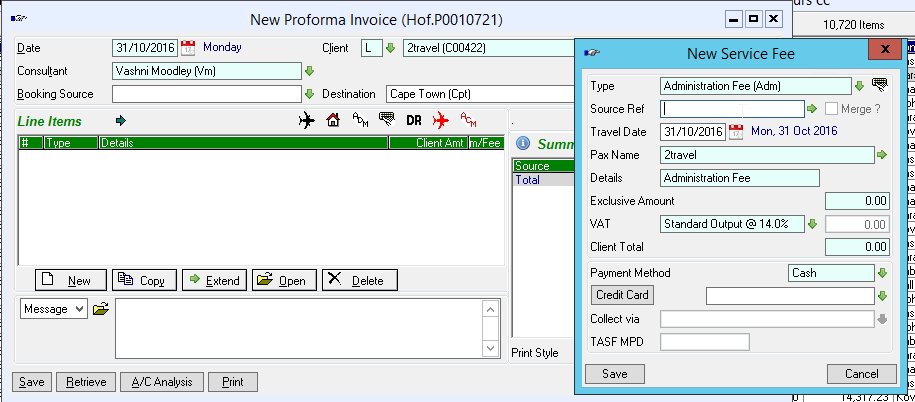 New Proforma Invoice (Hof.P0010721)
Date 31/10/2016 Monday Client L 2travel (C00422)
Consultant Vashni Moodley (Vm)
Booking Source Destination Cape Town (Cpt)
Line Items DR
# Type Details Client Amt m/Fee
New Copy Extend Open Delete
Message
Save Retrieve A/C Analysis Print
Summ
Source
Total
Print Style
10,720 Items
New Service Fee
Type Administration Fee (Adm)
Source Ref Merge ?
Travel Date 31/10/2016 Mon, 31 Oct 2016
Pax Name 2travel
Details Administration Fee
Exclusive Amount 0.00
VAT Standard Output @ 14.0% 0.00
Client Total 0.00
Payment Method Cash
Credit Card
Collect via
TASF MPD
Save Cancel
14,317.23